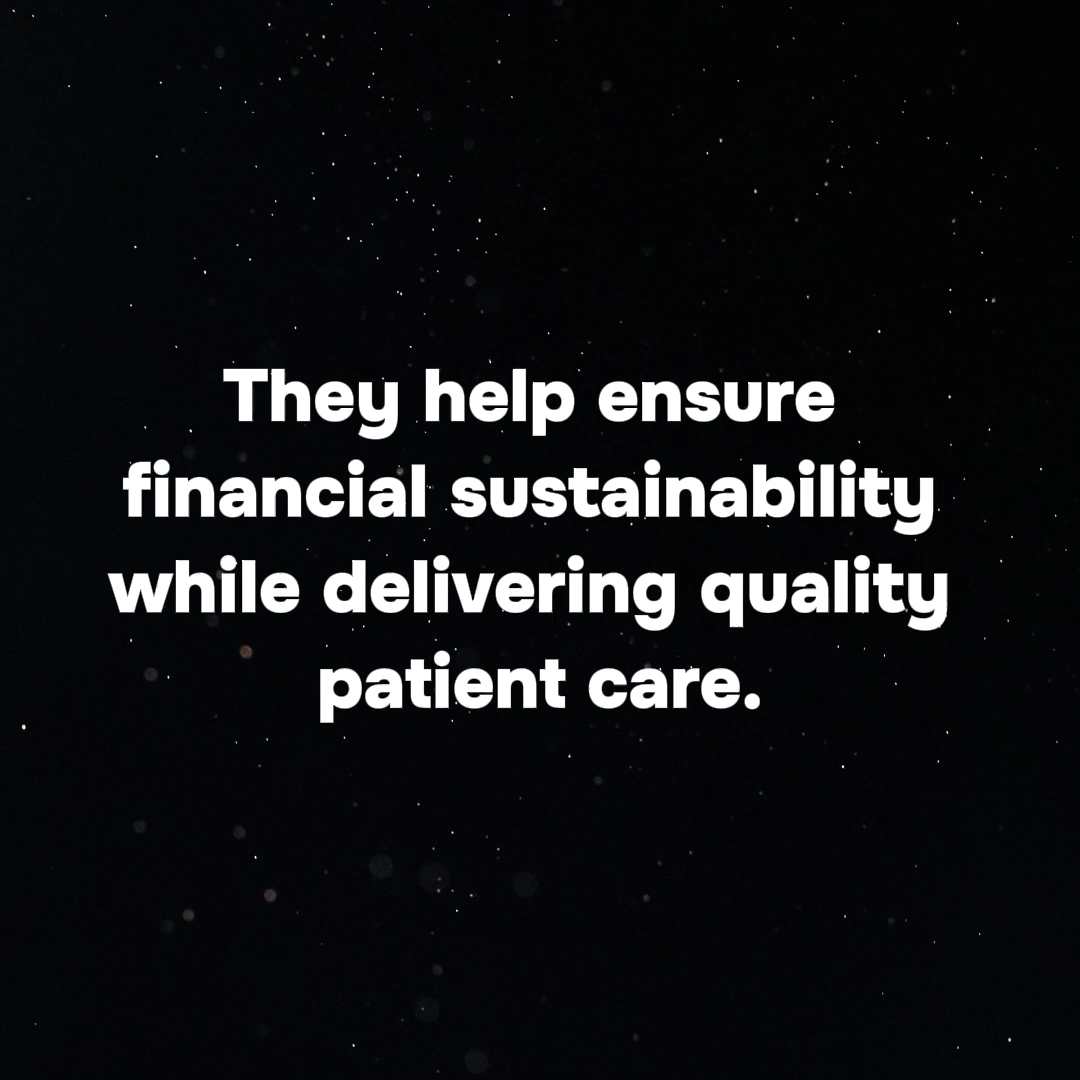 They help ensure
financial sustainability
while delivering quality
patient care.